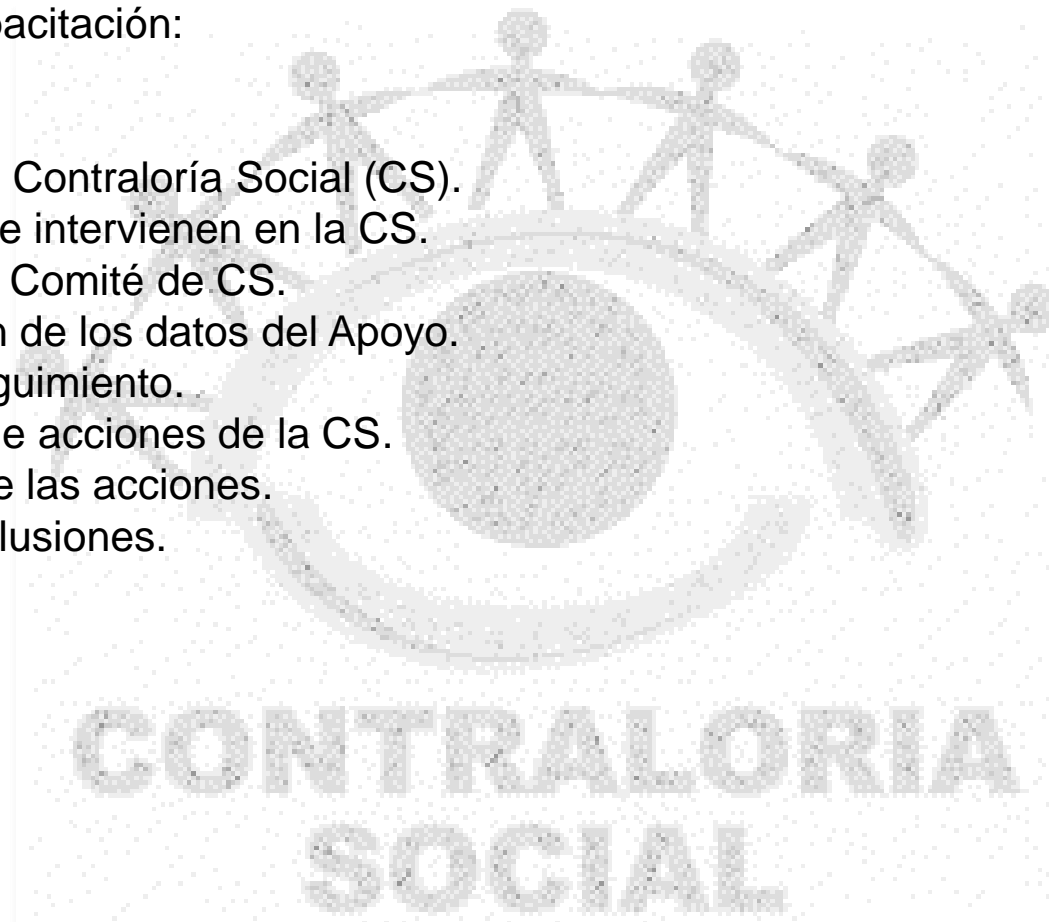 pacitación:
Contraloría Social (CS).
e intervienen en la CS.
Comité de CS.
n de los datos del Apoyo.
guimiento.
e acciones de la CS.
e las acciones.
lusiones.
CONTRALORIA
SOCIAL